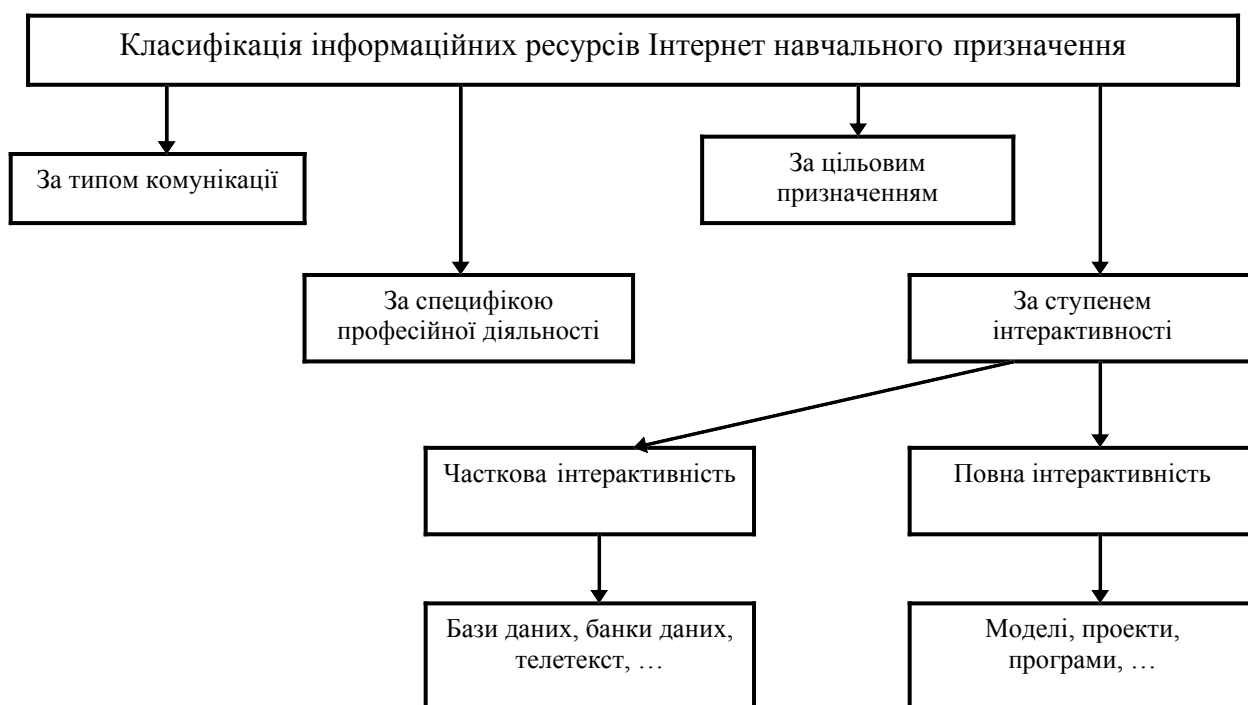 Класифікація інформаційних ресурсів Інтернет навчального призначення
За типом комунікації
За цільовим
призначенням
За специфікою
професійної діяльності
За ступенем
інтерактивності
Часткова інтерактивність
Повна інтерактивність
Бази даних, банки даних,
телетекст, …
Моделі, проекти,
програми, …